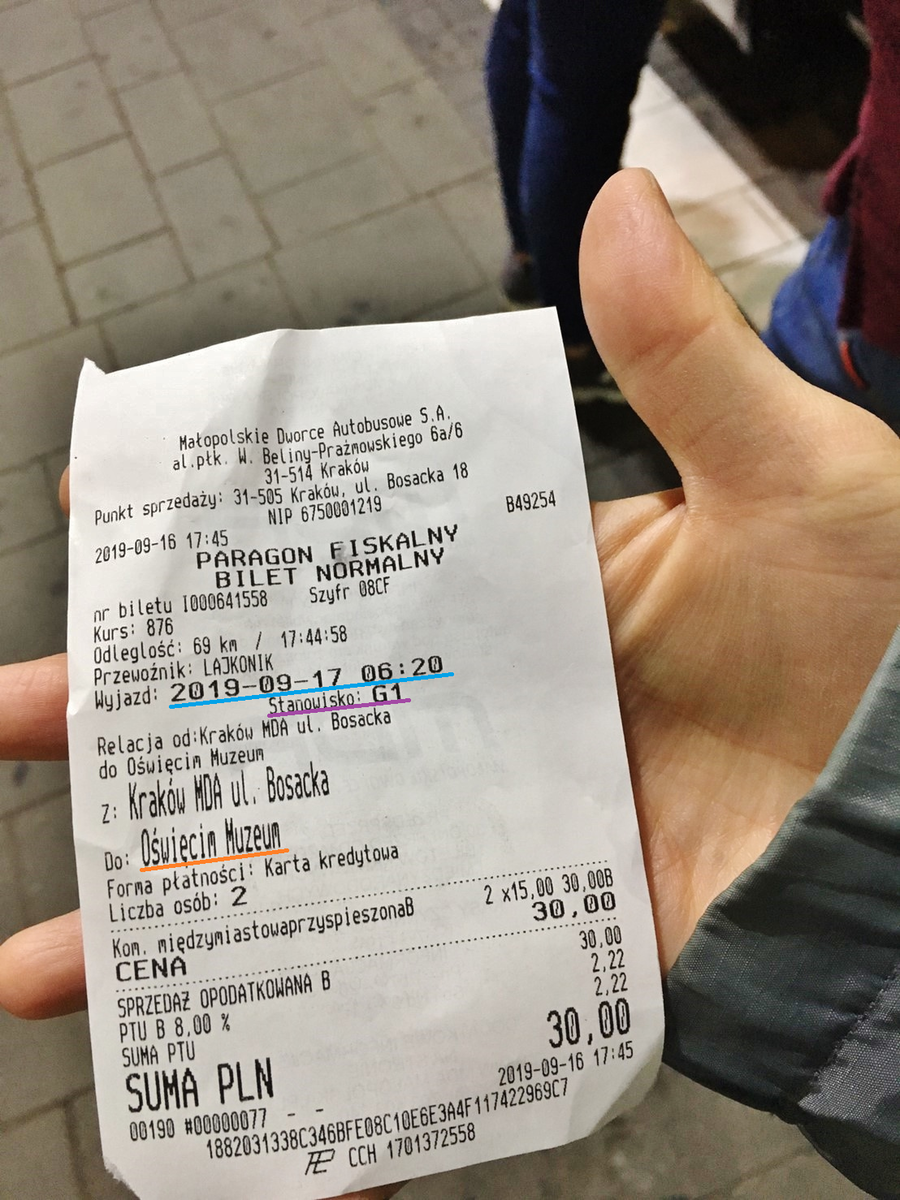 Małopolskie Dworce Autobusowe S.A.
al.płk. W. Beliny-Prażmowskiego 6a/6
31-514 Kraków
Punkt sprzedaży: 31-505 Kraków, ul. Bosacka 18
NIP 6750001219
B49254
2019-09-16 17:45
PARAGON FISKALNY
BILET NORMALNY
nr biletu I000641558 Szyfr 08CF
Kurs: 876
Odległość: 69 km / 17:44:58
Przewoźnik: LAJKONIK
Wyjazd: 2019-09-17 06:20
Stanowisko: G1
Relacja od:Kraków MDA ul. Bosacka
do Oświęcim Muzeum
Z: Kraków MDA ul. Bosacka
Do: Oświęcim Muzeum
Forma płatności: Karta kredytowa
Liczba osób: 2
Kom. międzymiastowaprzyspieszonaB 2 x15,00 30,00B
CENA 30,00
SPRZEDAŻ OPODATKOWANA B 30,00
PTU B 8,00 % 2,22
SUMA PTU 2,22
SUMA PLN 30,00
00190 #00000077 - - 2019-09-16 17:45
1882031338C346BFE08C10E6E3A4F117422969C7
CCH 1701372558